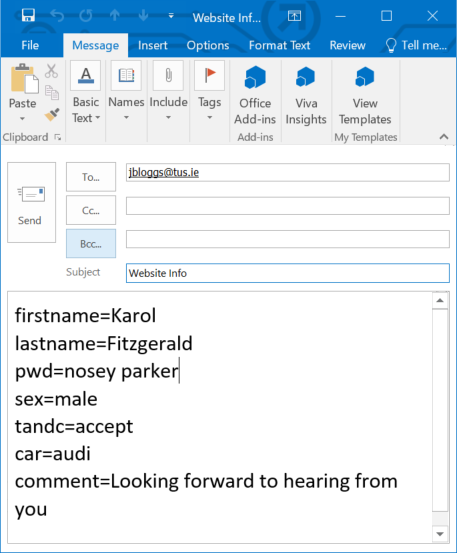 Website Inf...
File Message Insert Options Format Text Review Tell me...
Paste
Basic Text
Names
Include
Tags
Office Add-ins
Viva Insights
View Templates
Clipboard Add-ins My Templates
Send
To... jbloggs@tus.ie
Cc...
Bcc...
Subject Website Info
firstname=Karol
lastname=Fitzgerald
pwd=nosey parker
sex=male
tandc=accept
car=audi
comment=Looking forward to hearing from
you